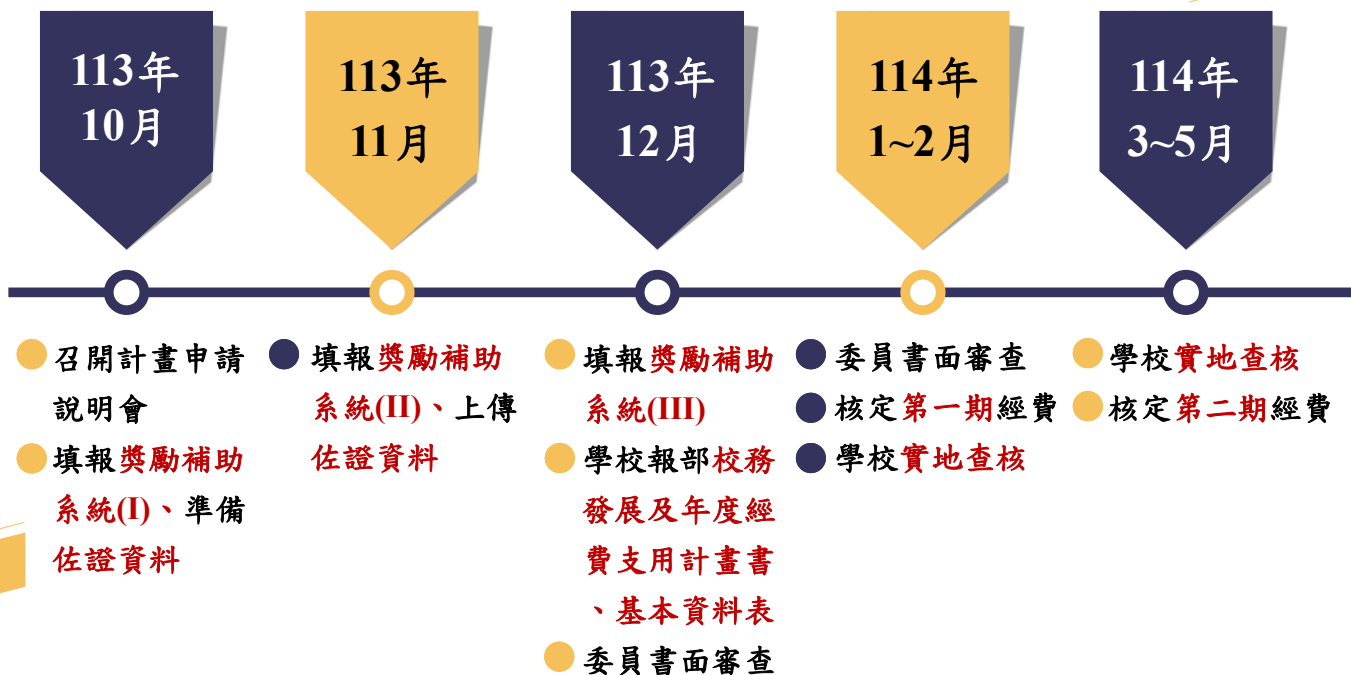 113年
10月
113年
11月
113年
12月
114年
1~2月
114年
3~5月
召開計畫申請
說明會
填報獎勵補助
系統(I)、準備
佐證資料
填報獎勵補助
系統(II)、上傳
佐證資料
填報獎勵補助
系統(III)
學校報部校務
發展及年度經
費支用計畫書
、基本資料表
委員書面審查
委員書面審查
核定第一期經費
學校實地查核
學校實地查核
核定第二期經費